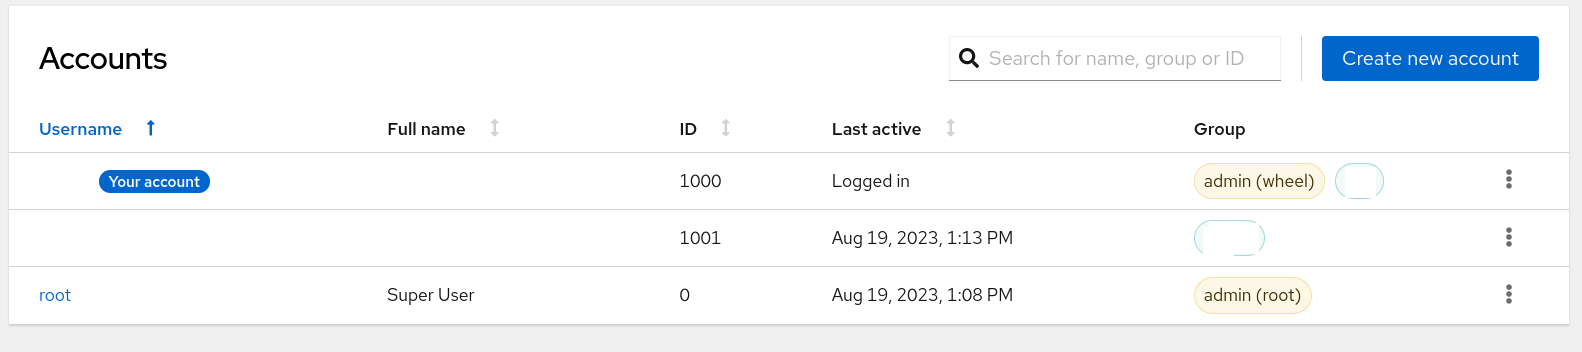 Accounts
Search for name, group or ID
Create new account
Username Full name ID Last active Group
Your account 1000 Logged in admin (wheel)
1001 Aug 19, 2023, 1:13 PM
root Super User 0 Aug 19, 2023, 1:08 PM admin (root)